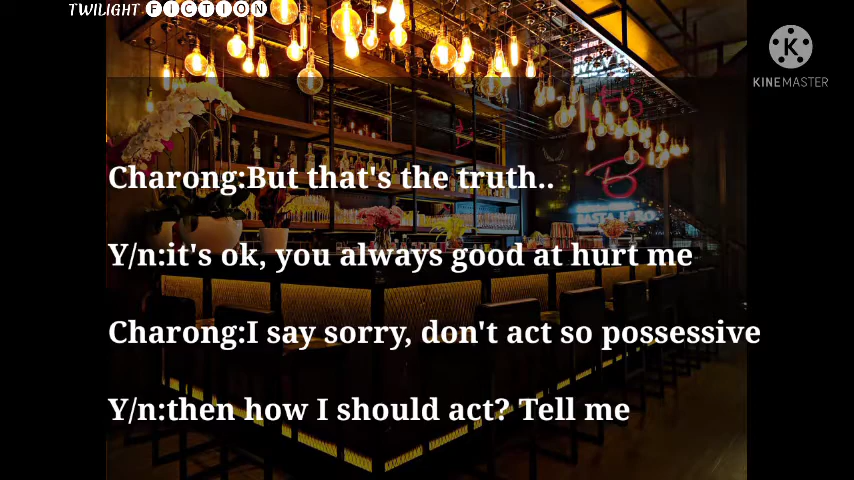 TWILIGHT FICTION
KINEMASTER
Charong:But that's the truth..
Y/n:it's ok, you always good at hurt me
Charong:I say sorry, don't act so possessive
Y/n:then how I should act? Tell me